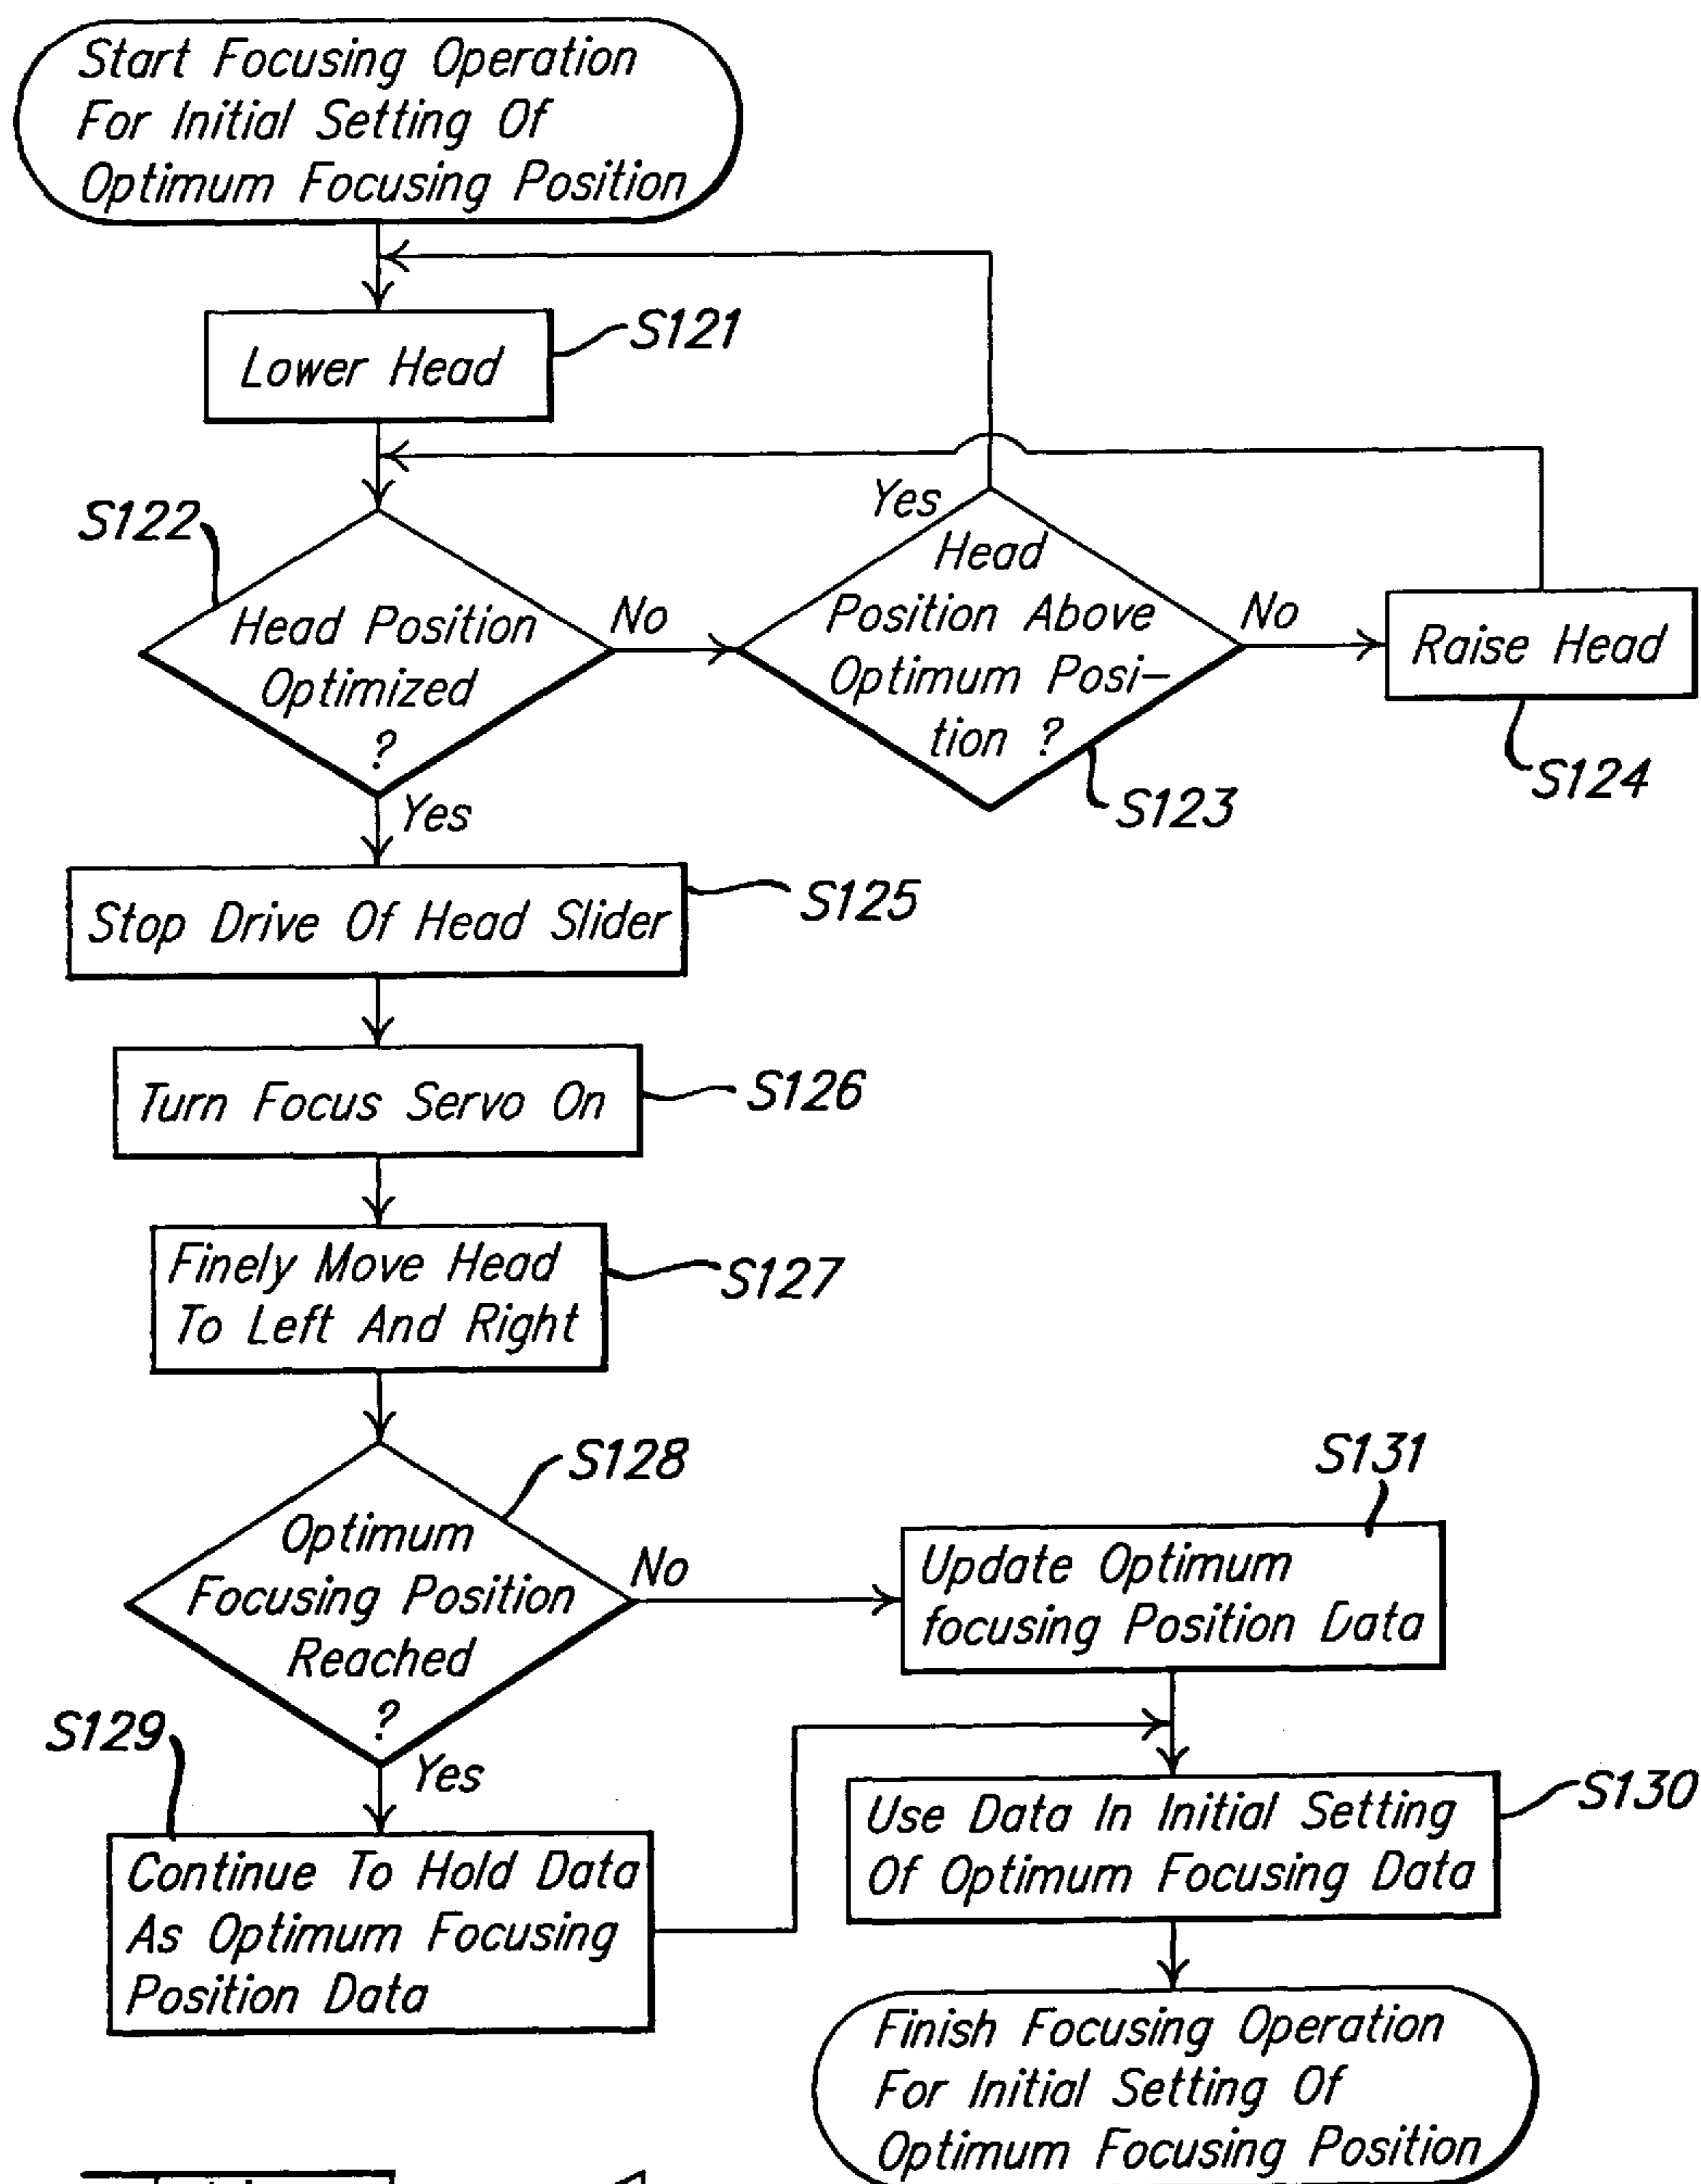 Start Focusing Operation
For Initial Setting Of
Optimum Focusing Position
Lower Head
S121
S122
Head Position
Optimized
?
No
Yes
Yes
Head
Position Above
Optimum Posi-
tion ?
S123
No
Raise Head
S124
Stop Drive Of Head Slider
S125
Turn Focus Servo On
S126
Finely Move Head
To Left And Right
S127
S128
Optimum
Focusing Position
Reached
?
No
Yes
S131
Update Optimum
focusing Position Data
S129
Continue To Hold Data
As Optimum Focusing
Position Data
Use Data In Initial Setting
Of Optimum Focusing Data
S130
Finish Focusing Operation
For Initial Setting Of
Optimum Focusing Position